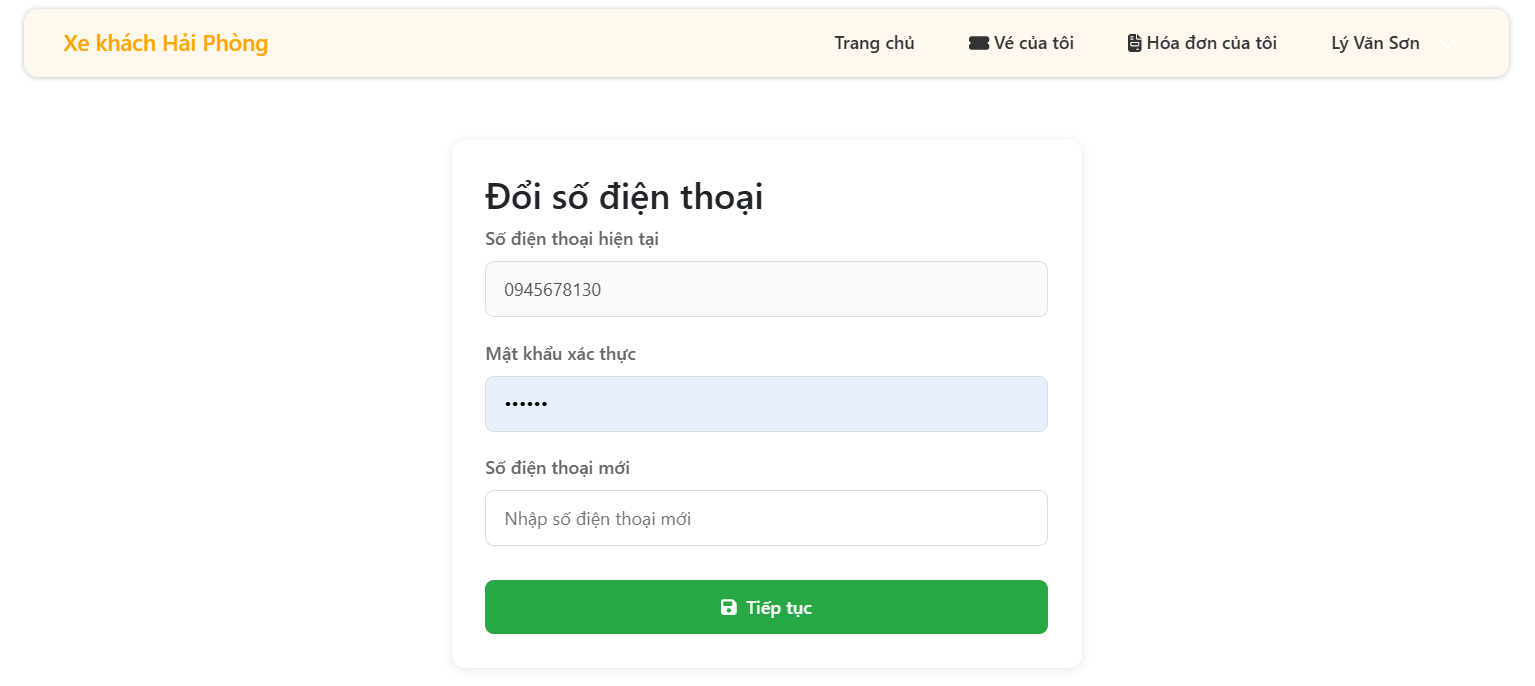 Xe khách Hải Phòng
Trang chủ
Vé của tôi
Hóa đơn của tôi
Lý Văn Sơn
Đổi số điện thoại
Số điện thoại hiện tại
0945678130
Mật khẩu xác thực
••••••
Số điện thoại mới
Nhập số điện thoại mới
Tiếp tục